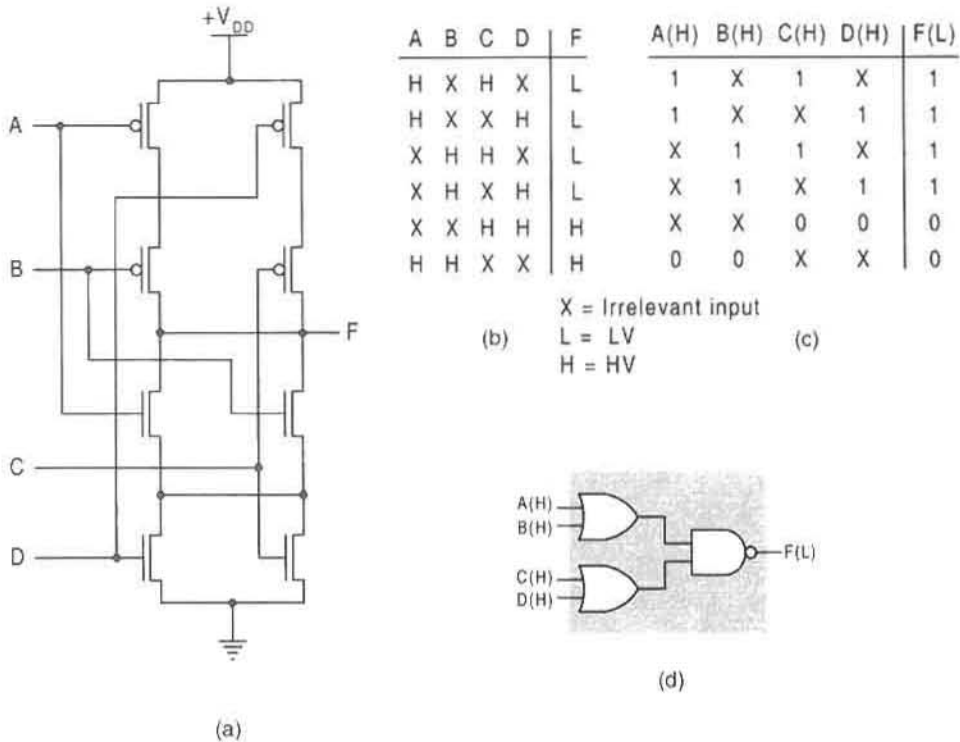 +V_DD
A
B
C
D
F
(a)
A B C D F
H X H X L
H X X H L
X H H X L
X H X H L
X X H H H
H H X X H
(b)
A(H) B(H) C(H) D(H) F(L)
1 X 1 X 1
1 X X 1 1
X 1 1 X 1
X 1 X 1 1
X X 0 0 0
0 0 X X 0
(c)
X = Irrelevant input
L = LV
H = HV
A(H)
B(H)
C(H)
D(H)
F(L)
(d)